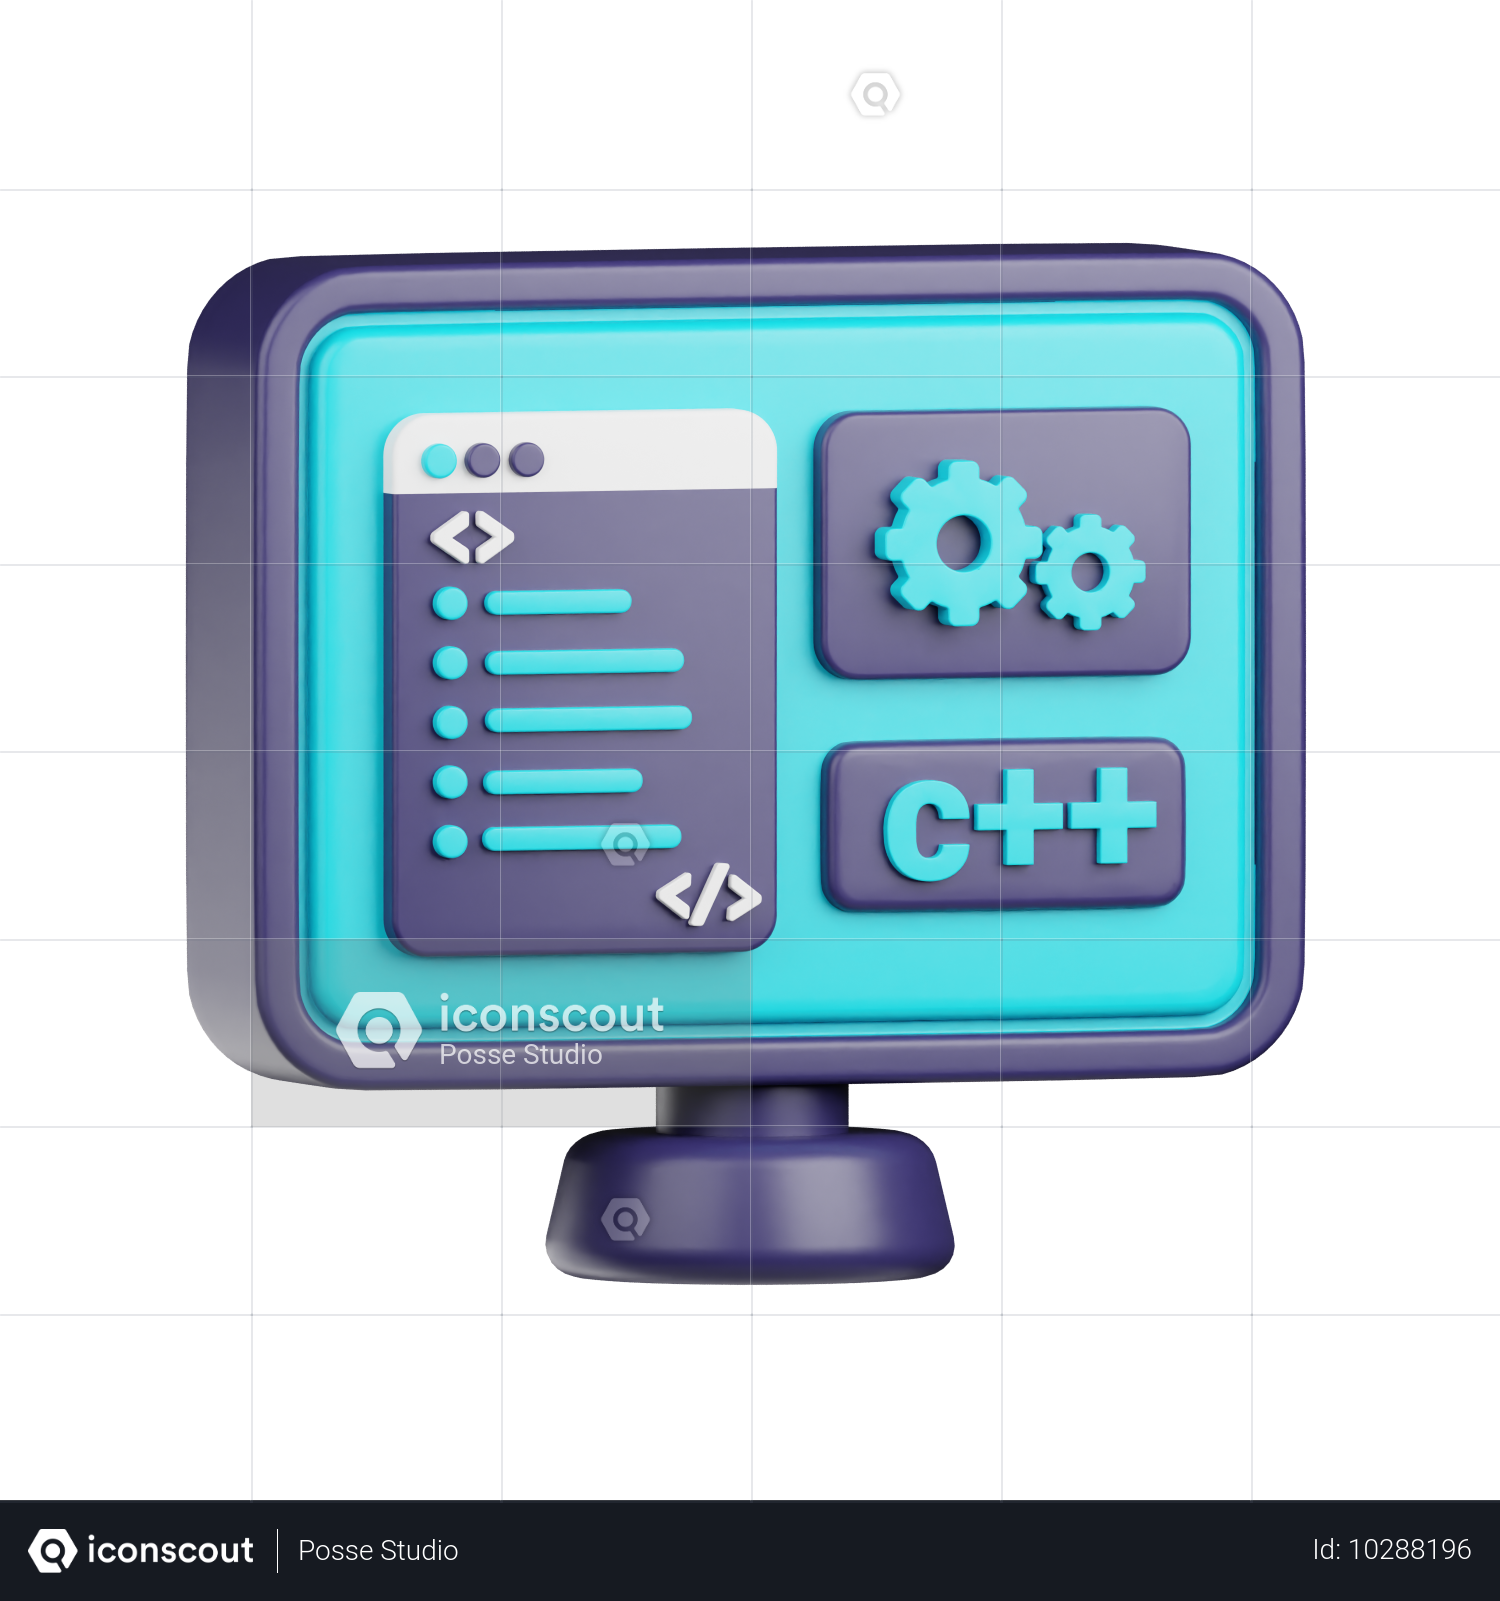 <>
</>
c++
iconscout
Posse Studio
iconscout
Posse Studio
Id: 10288196